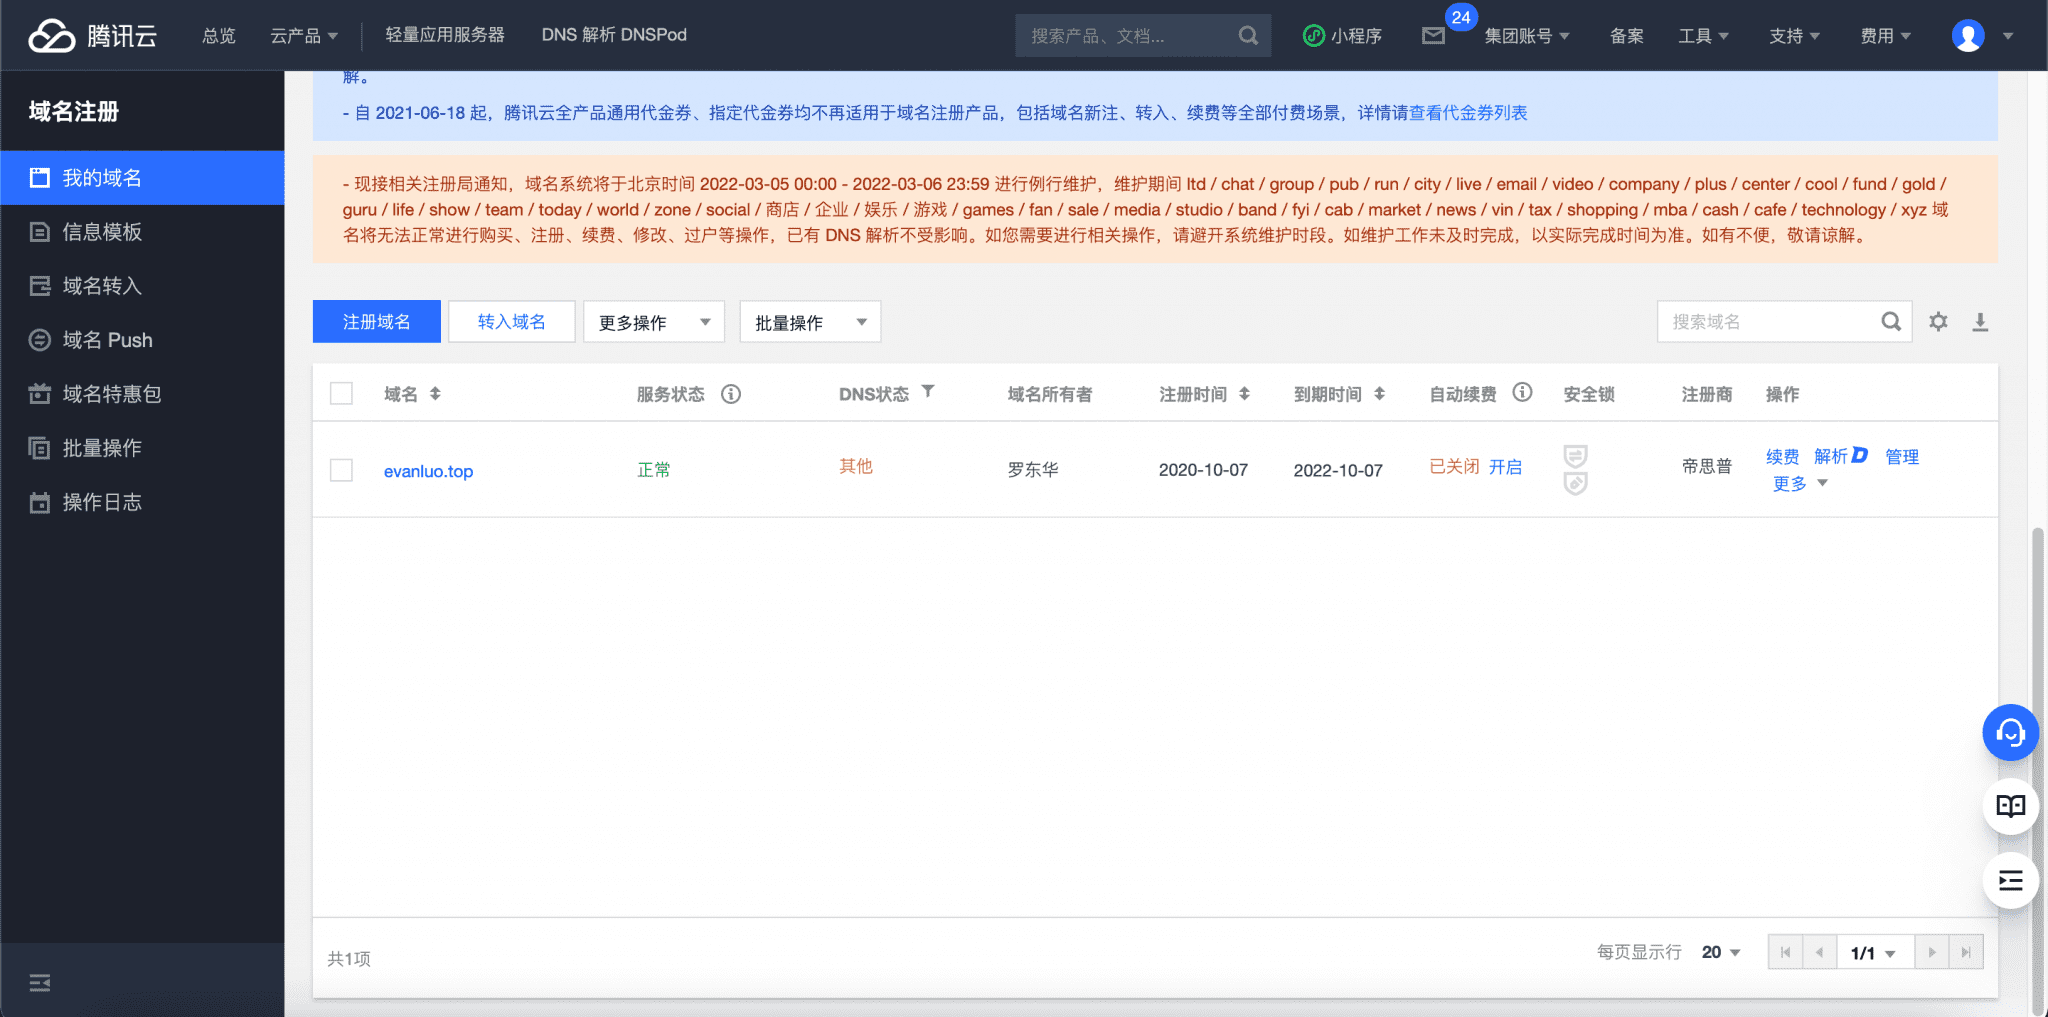 腾讯云
总览
云产品
轻量应用服务器
DNS 解析 DNSPod
搜索产品、文档...
小程序
24
集团账号
备案
工具
支持
费用
域名注册
我的域名
信息模板
域名转入
域名 Push
域名特惠包
批量操作
操作日志
解。
- 自 2021-06-18 起，腾讯云全产品通用代金券、指定代金券均不再适用于域名注册产品，包括域名新注、转入、续费等全部付费场景，详情请查看代金券列表
- 现接相关注册局通知，域名系统将于北京时间 2022-03-05 00:00 - 2022-03-06 23:59 进行例行维护，维护期间 ltd / chat / group / pub / run / city / live / email / video / company / plus / center / cool / fund / gold /
guru / life / show / team / today / world / zone / social / 商店 / 企业 / 娱乐 / 游戏 / games / fan / sale / media / studio / band / fyi / cab / market / news / vin / tax / shopping / mba / cash / cafe / technology / xyz 域
名将无法正常进行购买、注册、续费、修改、过户等操作，已有 DNS 解析不受影响。如您需要进行相关操作，请避开系统维护时段。如维护工作未及时完成，以实际完成时间为准。如有不便，敬请谅解。
注册域名
转入域名
更多操作
批量操作
搜索域名
域名 服务状态 DNS状态 域名所有者 注册时间 到期时间 自动续费 安全锁 注册商 操作
evanluo.top 正常 其他 罗东华 2020-10-07 2022-10-07 已关闭 开启 帝思普 续费 解析 管理
更多
共1项
每页显示行 20 1/1